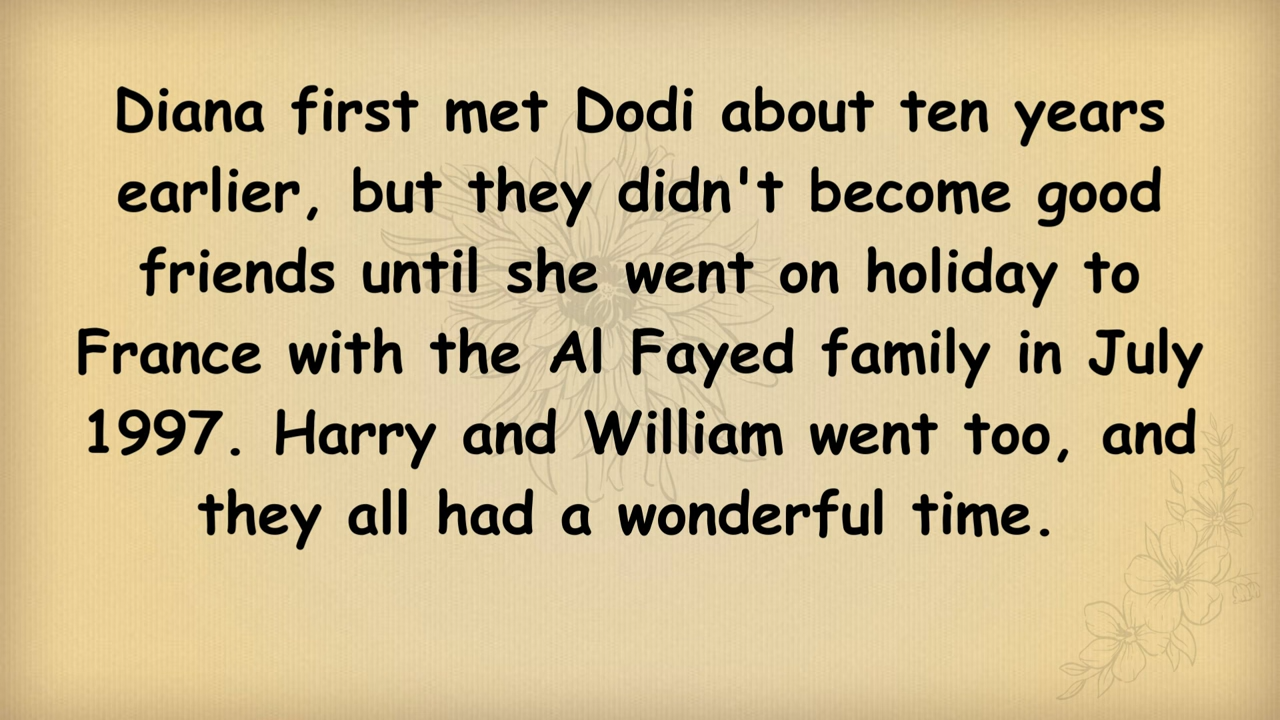 Diana first met Dodi about ten years
earlier, but they didn't become good
friends until she went on holiday to
France with the Al Fayed family in July
1997. Harry and William went too, and
they all had a wonderful time.